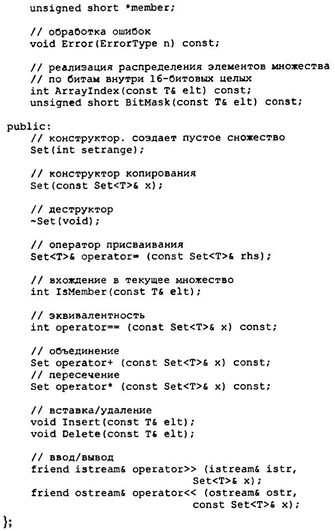 unsigned short *member;
// обработка ошибок
void Error(ErrorType n) const;
// реализация распределения элементов множества
// по битам внутри 16-битовых целых
int ArrayIndex(const T& elt) const;
unsigned short BitMask(const T& elt) const;
public:
// конструктор. создает пустое сножество
Set(int setrange);
// конструктор копирования
Set(const Set<T>& x);
// деструктор
~Set(void);
// оператор присваивания
Set<T>& operator= (const Set<T>& rhs);
// вхождение в текущее множество
int IsMember(const T& elt);
// эквивалентность
int operator== (const Set<T>& x) const;
// объединение
Set operator+ (const Set<T>& x) const;
// пересечение
Set operator* (const Set<T>& x) const;
// вставка/удаление
void Insert(const T& elt);
void Delete(const T& elt);
// ввод/вывод
friend istream& operator>> (istream& istr,
Set<T>& x);
friend ostream& operator<< (ostream& ostr,
const Set<T>& x);
};